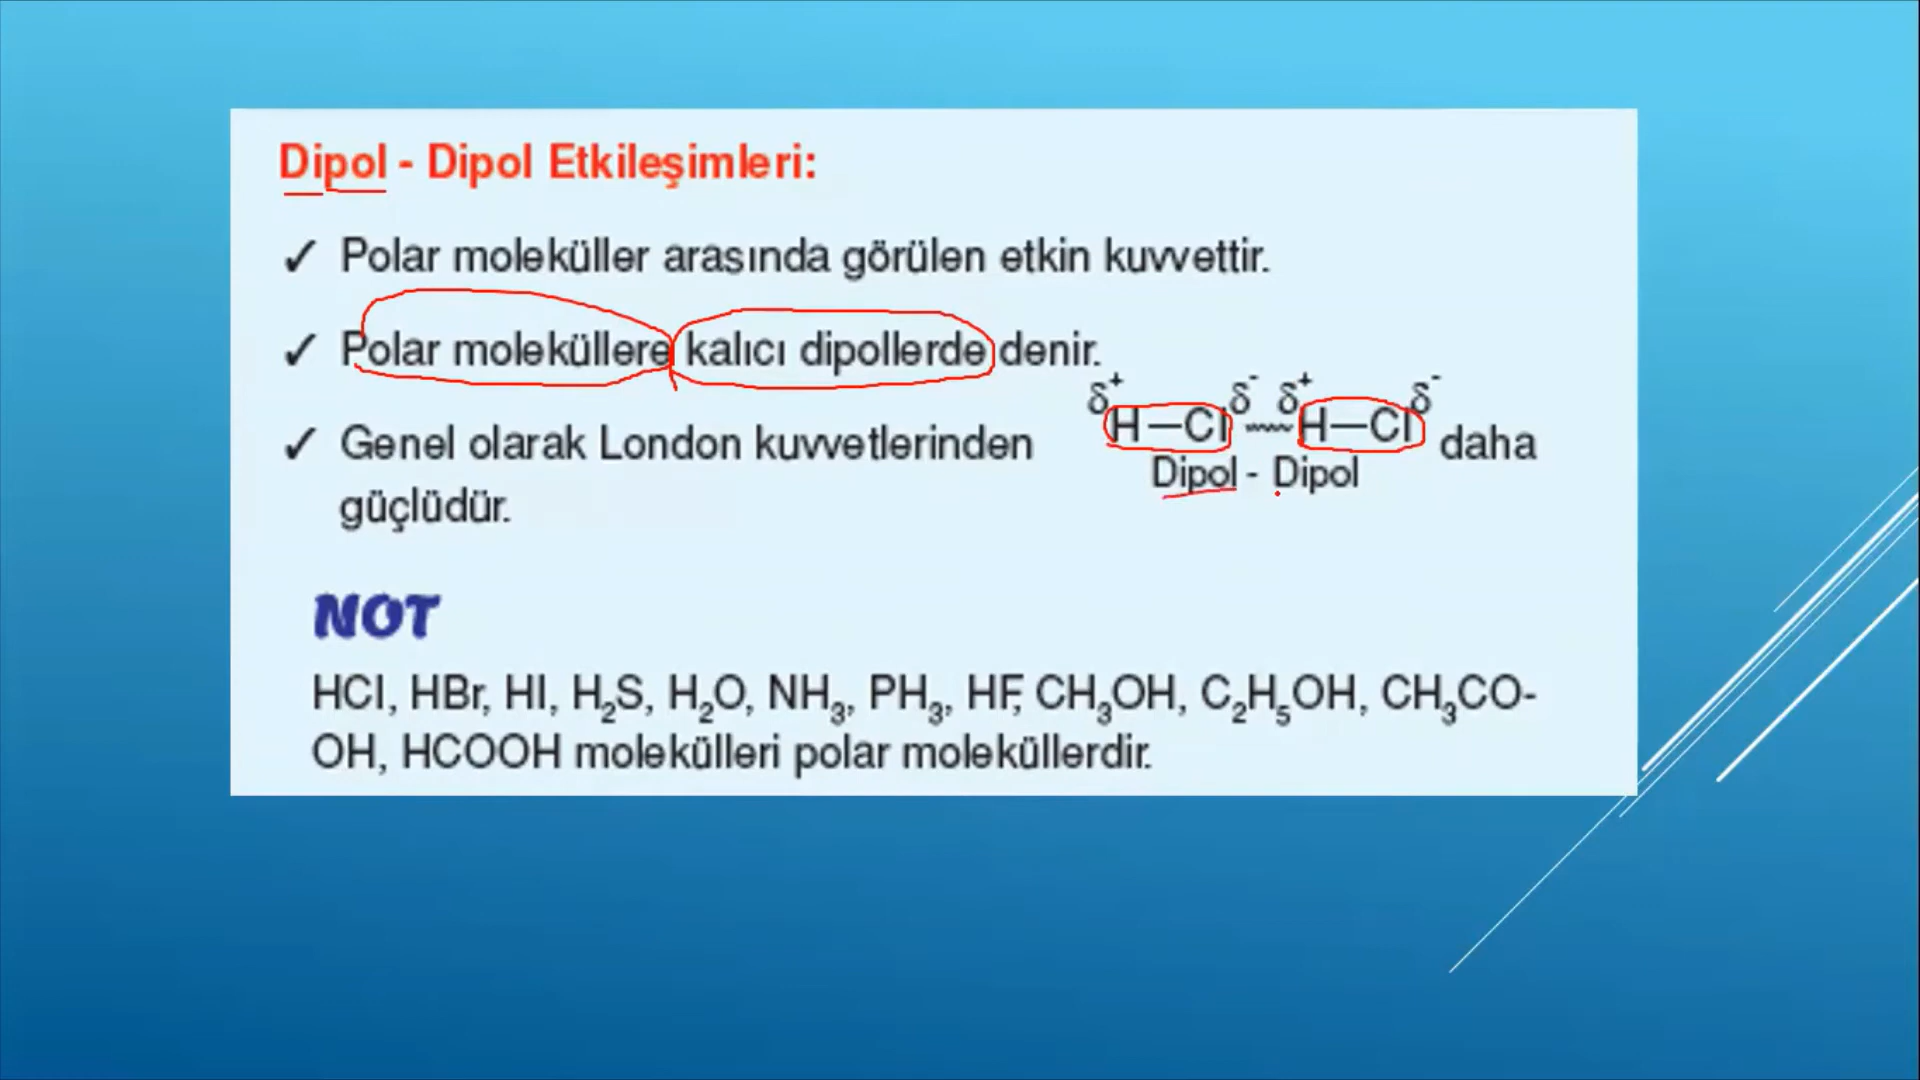 Dipol - Dipol Etkileşimleri:
✓ Polar moleküller arasında görülen etkin kuvvettir.
✓ Polar moleküllere kalıcı dipollerde denir.
δ⁺ δ⁻ δ⁺ δ⁻
H—Cl H—Cl
✓ Genel olarak London kuvvetlerinden daha
Dipol - Dipol
güçlüdür.
NOT
HCl, HBr, HI, H₂S, H₂O, NH₃, PH₃, HF, CH₃OH, C₂H₅OH, CH₃CO-
OH, HCOOH molekülleri polar moleküllerdir.